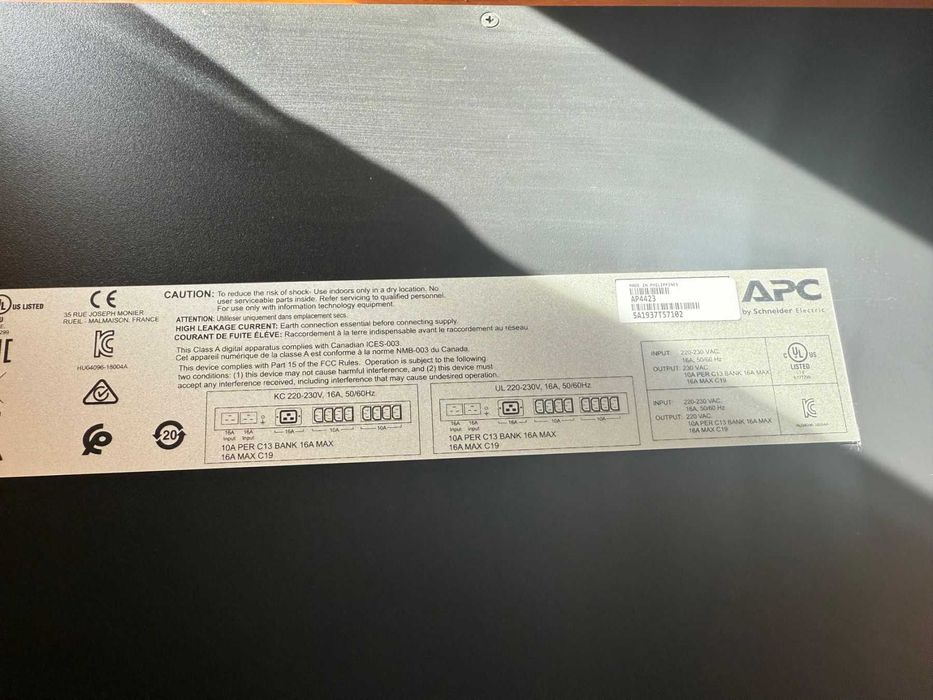 US LISTED
CE
35 RUE JOSEPH MONIER
RUEIL - MALMAISON, FRANCE
HUG4096-18004A
20
CAUTION: To reduce the risk of shock- Use indoors only in a dry location. No
user serviceable parts inside. Refer servicing to qualified personnel.
For use only with information technology equipment.
ATTENTION: Utiliser uniquement dans emplacement secs.
HIGH LEAKAGE CURRENT: Earth connection essential before connecting supply.
COURANT DE FUITE ÉLEVÉ: Raccordement à la terre indispensable avant le raccordement au réseau
This Class A digital apparatus complies with Canadian ICES-003.
Cet appareil numérique de la classe A est conforme à la norme NMB-003 du Canada.
This device complies with Part 15 of the FCC Rules. Operation is subject to the following
two conditions: (1) this device may not cause harmful interference, and (2) this device must
accept any interference received, including interference that may cause undesired operation.
KC 220-230V, 16A, 50/60Hz
16A 16A 16A 10A 10A
Input Input
10A PER C13 BANK 16A MAX
16A MAX C19
UL 220-230V, 16A, 50/60Hz
16A 16A 16A 10A 10A
Input Input
10A PER C13 BANK 16A MAX
16A MAX C19
MADE IN PHILIPPINES
AP4423
5A1937T57102
APC
by Schneider Electric
INPUT: 220-230 VAC,
16A, 50/60 Hz
OUTPUT: 230 VAC,
10A PER C13 BANK 16A MAX
16A MAX C19
C UL US
LISTED
INPUT: 220-230 VAC,
16A, 50/60 Hz
OUTPUT: 220 VAC,
10A PER C13 BANK 16A MAX
16A MAX C19